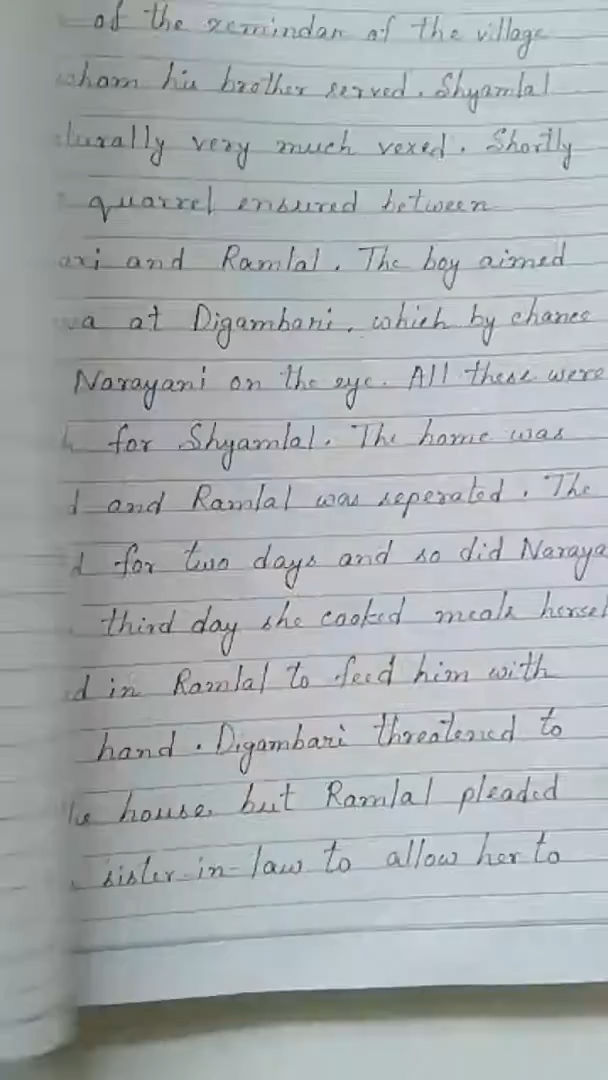 of the zemindar of the village
his brother served. Shyamlal
very much vexed. Shortly
quarrel ensured between
and Ramlal. The boy aimed
at Digambari, which by chance
Narayani on the eye. All these were
for Shyamlal. The home was
and Ramlal was seperated. The
for two days and so did Naraya
third day she cooked meals hersel
in Ramlal to feed him with
hand. Digambari threatened to
house, but Ramlal pleaded
sister-in-law to allow her to